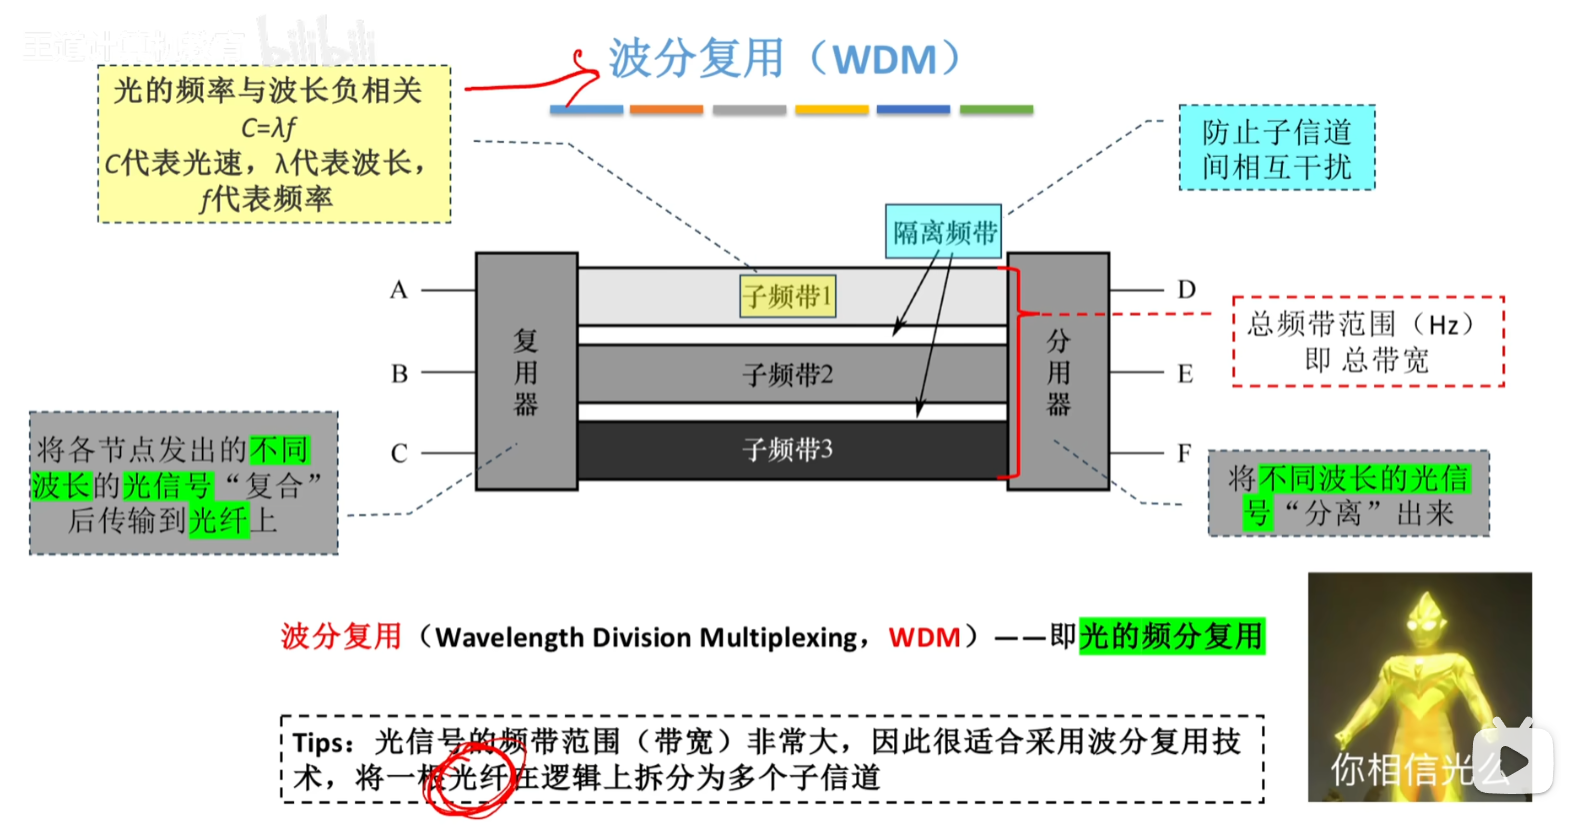 王道计算机教育 bilibili
波分复用（WDM）
光的频率与波长负相关
C=λf
C代表光速，λ代表波长，
f代表频率
防止子信道
间相互干扰
隔离频带
A
B
C
复用器
子频带1
子频带2
子频带3
分用器
D
E
F
总频带范围（Hz）
即 总带宽
将各节点发出的不同
波长的光信号“复合”
后传输到光纤上
将不同波长的光信
号“分离”出来
波分复用（Wavelength Division Multiplexing，WDM）——即光的频分复用
Tips：光信号的频带范围（带宽）非常大，因此很适合采用波分复用技
术，将一根光纤在逻辑上拆分为多个子信道
你相信光么